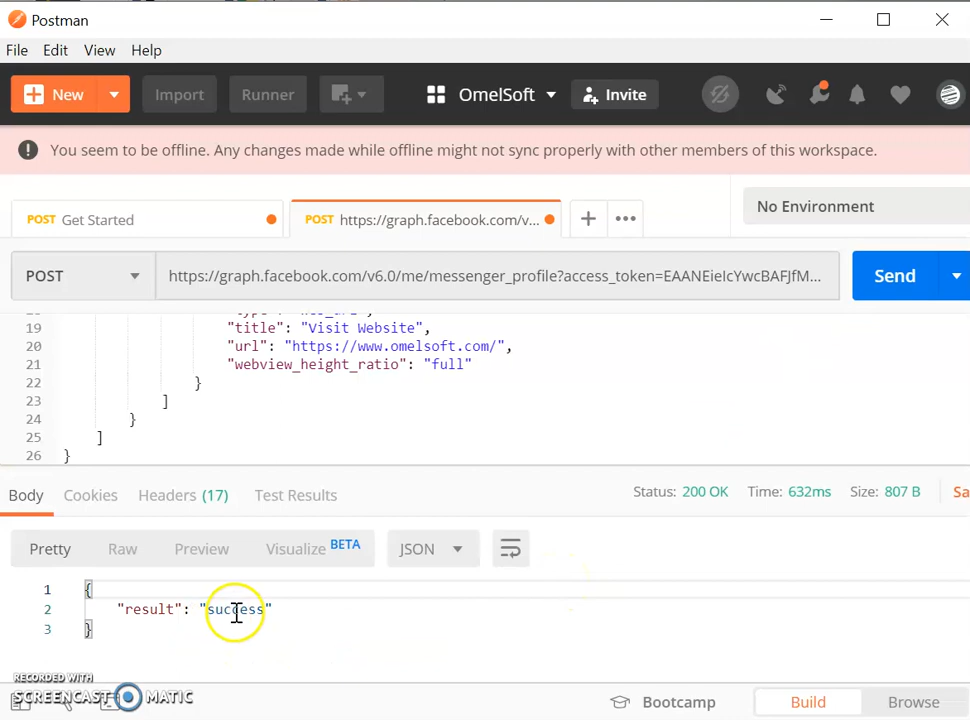 Postman
File Edit View Help
New Import Runner OmelSoft Invite
You seem to be offline. Any changes made while offline might not sync properly with other members of this workspace.
POST Get Started POST https://graph.facebook.com/v... + ••• No Environment
POST https://graph.facebook.com/v6.0/me/messenger_profile?access_token=EAANEieIcYwcBAFJfM... Send
19 "title": "Visit Website",
20 "url": "https://www.omelsoft.com/",
21 "webview_height_ratio": "full"
22 }
23 ]
24 }
25 ]
26 }
Body Cookies Headers (17) Test Results Status: 200 OK Time: 632ms Size: 807 B Sa
Pretty Raw Preview Visualize BETA JSON
1 {
2 "result": "success"
3 }
RECORDED WITH
SCREENCAST MATIC
Bootcamp Build Browse